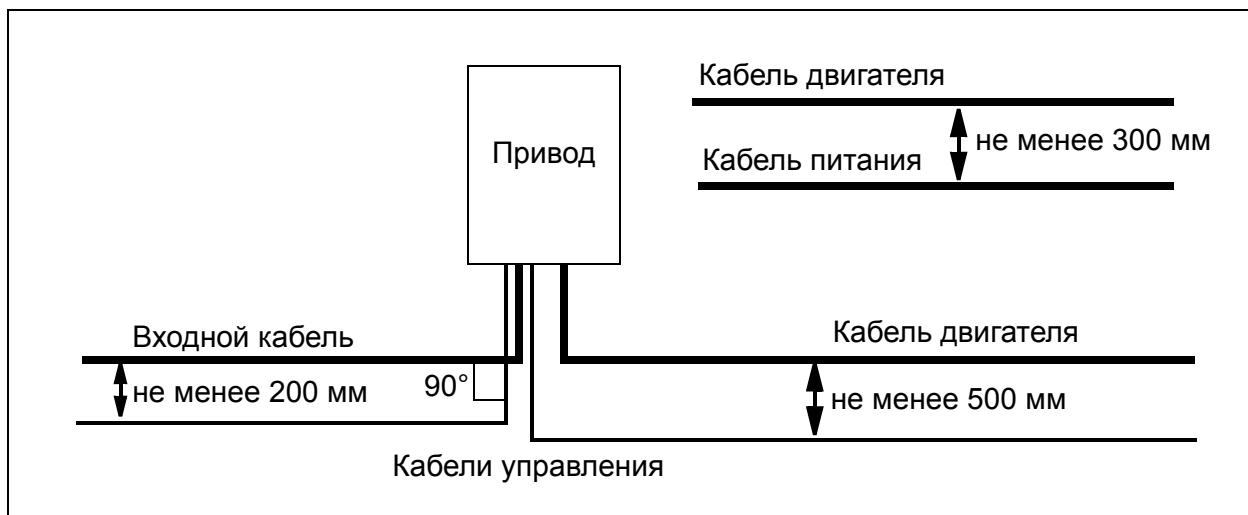 Кабель двигателя
Привод
не менее 300 мм
Кабель питания
Входной кабель
Кабель двигателя
не менее 200 мм
90°
не менее 500 мм
Кабели управления